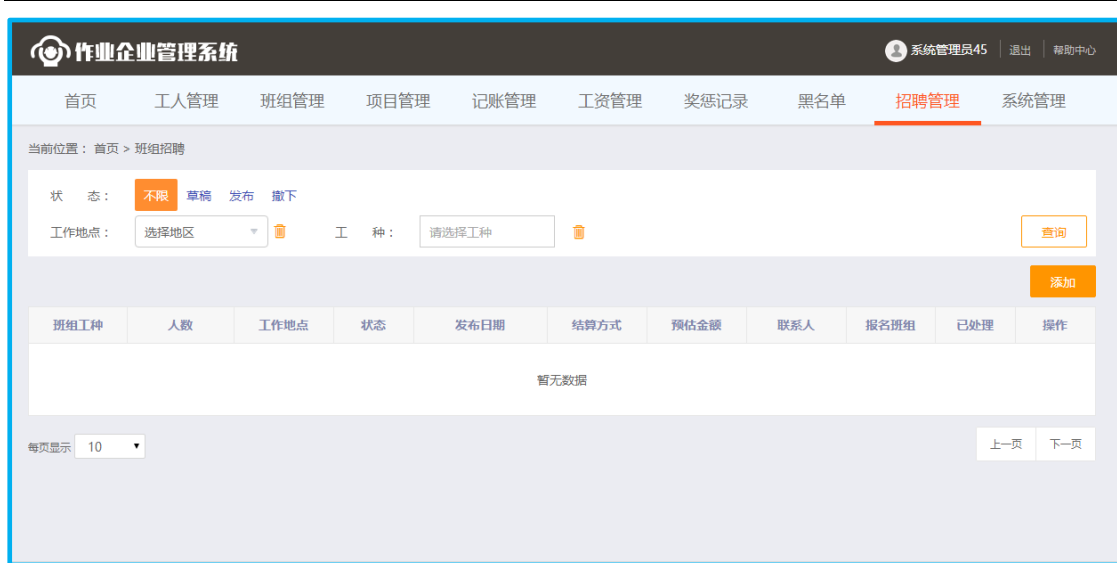 作业企业管理系统 系统管理员45 退出 帮助中心
首页 工人管理 班组管理 项目管理 记账管理 工资管理 奖惩记录 黑名单 招聘管理 系统管理
当前位置：首页 > 班组招聘
状 态： 不限 草稿 发布 撤下
工作地点： 选择地区 工 种： 请选择工种 查询
添加
班组工种 人数 工作地点 状态 发布日期 结算方式 预估金额 联系人 报名班组 已处理 操作
暂无数据
每页显示 10 上一页 下一页